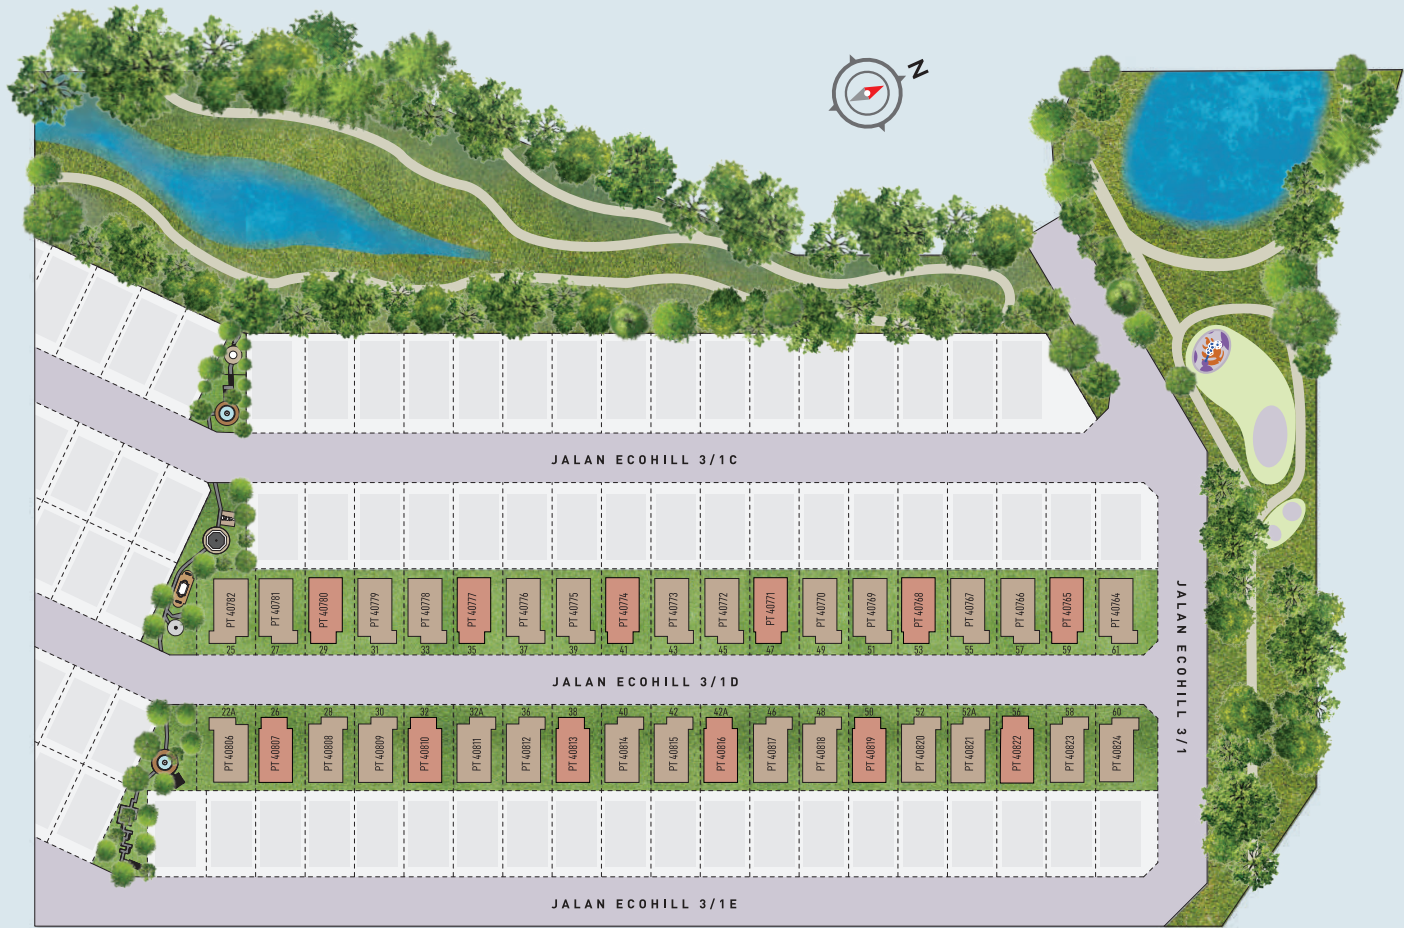 N
JALAN ECOHILL 3/1C
PT 40782 PT 40781 PT 40780 PT 40779 PT 40778 PT 40777 PT 40776 PT 40775 PT 40774 PT 40773 PT 40772 PT 40771 PT 40770 PT 40769 PT 40768 PT 40767 PT 40766 PT 40765 PT 40764
25 27 29 31 33 35 37 39 41 43 45 47 49 51 53 55 57 59 61
JALAN ECOHILL 3/1
JALAN ECOHILL 3/1D
22A 26 28 30 32 32A 36 38 40 42 42A 46 48 50 52 52A 56 58 60
PT 40806 PT 40807 PT 40808 PT 40809 PT 40810 PT 40811 PT 40812 PT 40813 PT 40814 PT 40815 PT 40816 PT 40817 PT 40818 PT 40819 PT 40820 PT 40821 PT 40822 PT 40823 PT 40824
JALAN ECOHILL 3/1E